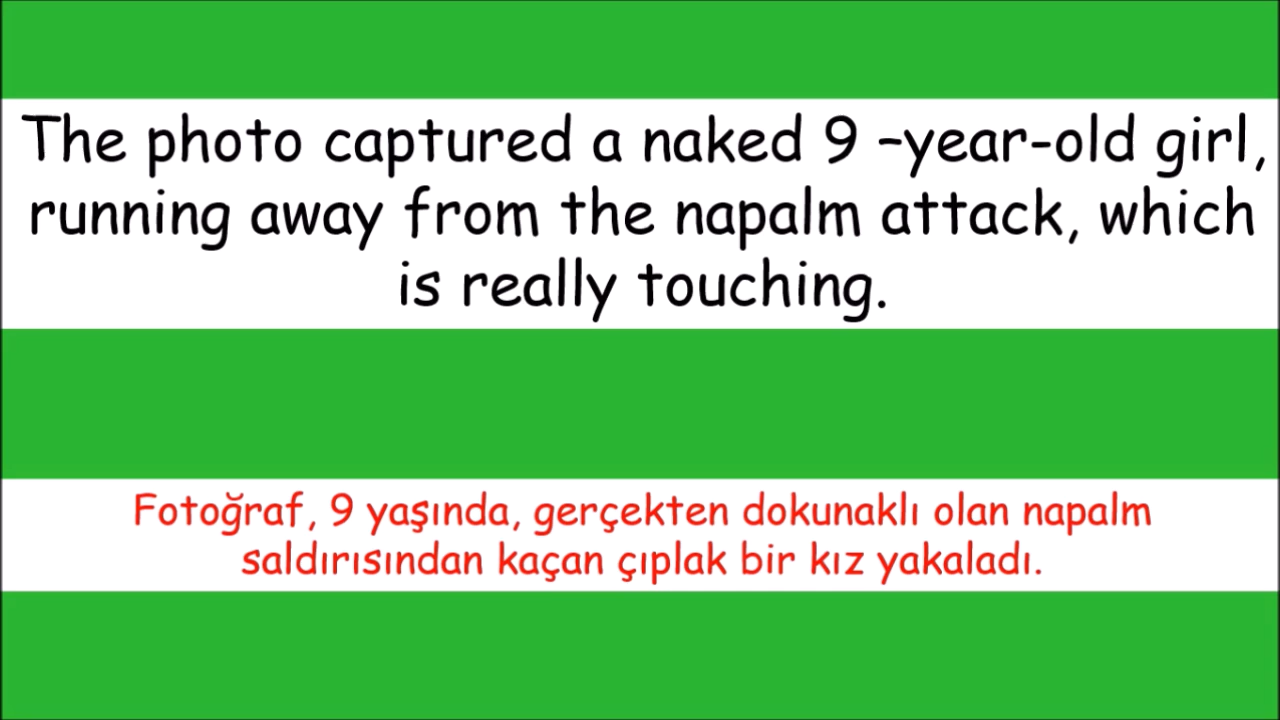 The photo captured a naked 9 –year-old girl,
running away from the napalm attack, which
is really touching.
Fotoğraf, 9 yaşında, gerçekten dokunaklı olan napalm
saldırısından kaçan çıplak bir kız yakaladı.